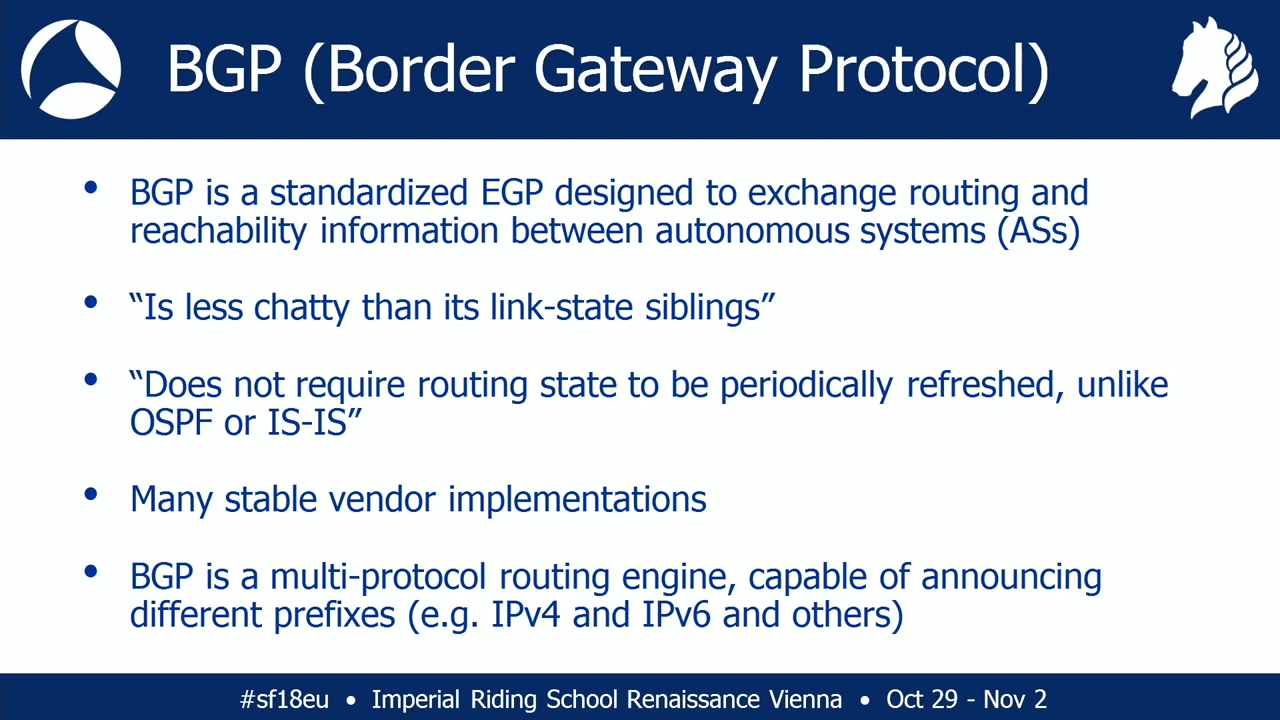 BGP (Border Gateway Protocol)
• BGP is a standardized EGP designed to exchange routing and
reachability information between autonomous systems (ASs)
• “Is less chatty than its link-state siblings”
• “Does not require routing state to be periodically refreshed, unlike
OSPF or IS-IS”
• Many stable vendor implementations
• BGP is a multi-protocol routing engine, capable of announcing
different prefixes (e.g. IPv4 and IPv6 and others)
#sf18eu • Imperial Riding School Renaissance Vienna • Oct 29 - Nov 2